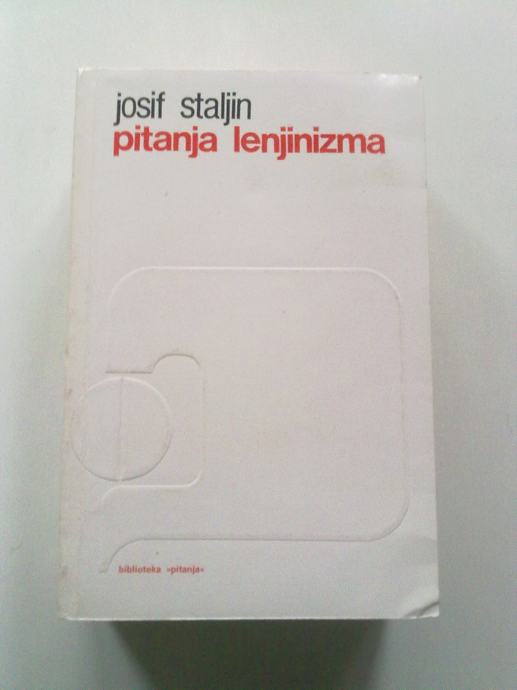 josif staljin
pitanja lenjinizma
biblioteka »pitanja«